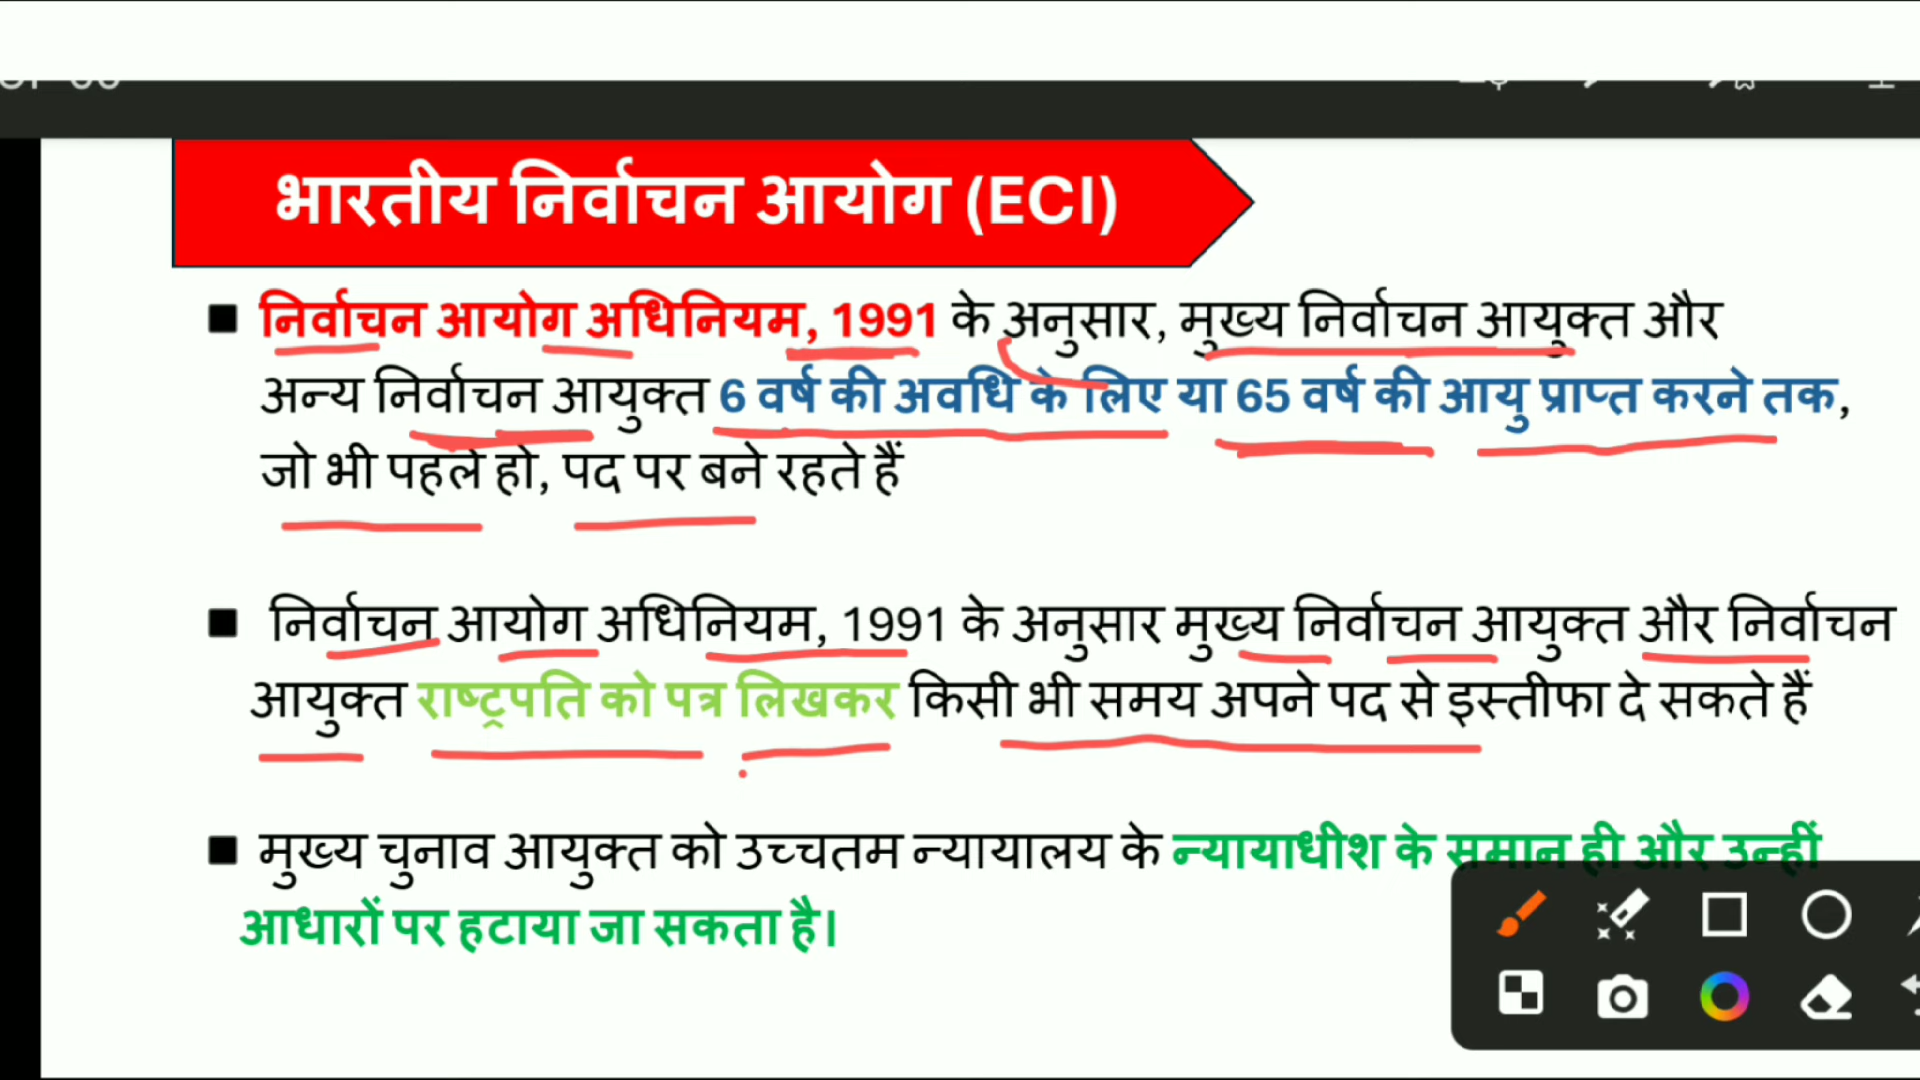 भारतीय निर्वाचन आयोग (ECI)
■ निर्वाचन आयोग अधिनियम, 1991 के अनुसार, मुख्य निर्वाचन आयुक्त और
अन्य निर्वाचन आयुक्त 6 वर्ष की अवधि के लिए या 65 वर्ष की आयु प्राप्त करने तक,
जो भी पहले हो, पद पर बने रहते हैं
■ निर्वाचन आयोग अधिनियम, 1991 के अनुसार मुख्य निर्वाचन आयुक्त और निर्वाचन
आयुक्त राष्ट्रपति को पत्र लिखकर किसी भी समय अपने पद से इस्तीफा दे सकते हैं
■ मुख्य चुनाव आयुक्त को उच्चतम न्यायालय के न्यायाधीश के समान ही और उन्हीं
आधारों पर हटाया जा सकता है।